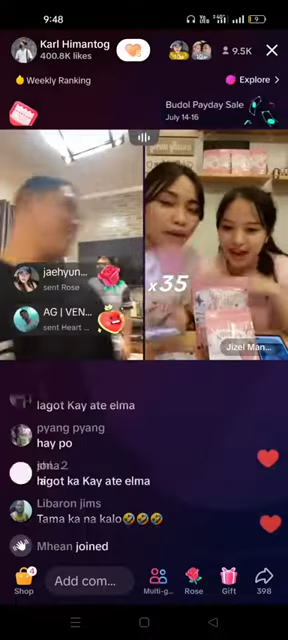 9:48
Karl Himantog
400.8K likes
9.5K
Weekly Ranking
Explore >
Budol Payday Sale
July 14-16
jaehyun...
sent Rose
x35
AG | VEN...
sent Heart ...
Jizel Man...
lagot Kay ate elma
pyang pyang
hay po
lagot ka Kay ate elma
Libaron jims
Tama ka na kalo🤣🤣🤣
Mhean joined
4
Shop
Add com...
Multi-g...
Rose
Gift
398